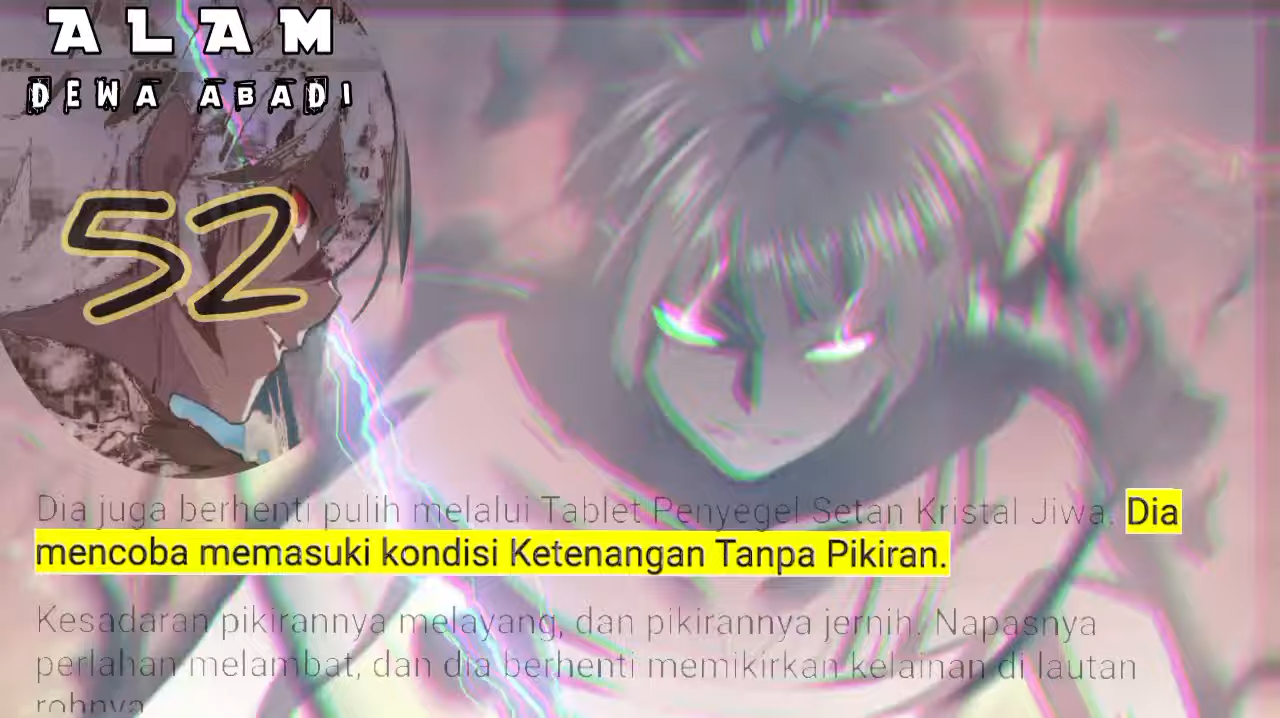 ALAM
DEWA ABADI
52
Dia juga berhenti pulih melalui Tablet Penyegel Setan Kristal Jiwa. Dia
mencoba memasuki kondisi Ketenangan Tanpa Pikiran.
Kesadaran pikirannya melayang, dan pikirannya jernih. Napasnya
perlahan melambat, dan dia berhenti memikirkan kelainan di lautan
rohnya.